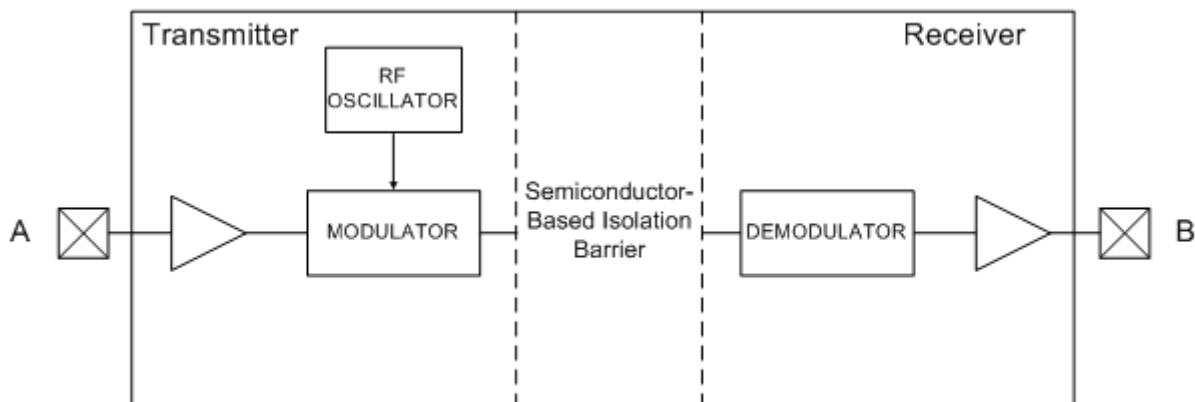 Transmitter
Receiver
RF
OSCILLATOR
A
MODULATOR
Semiconductor-
Based Isolation
Barrier
DEMODULATOR
B